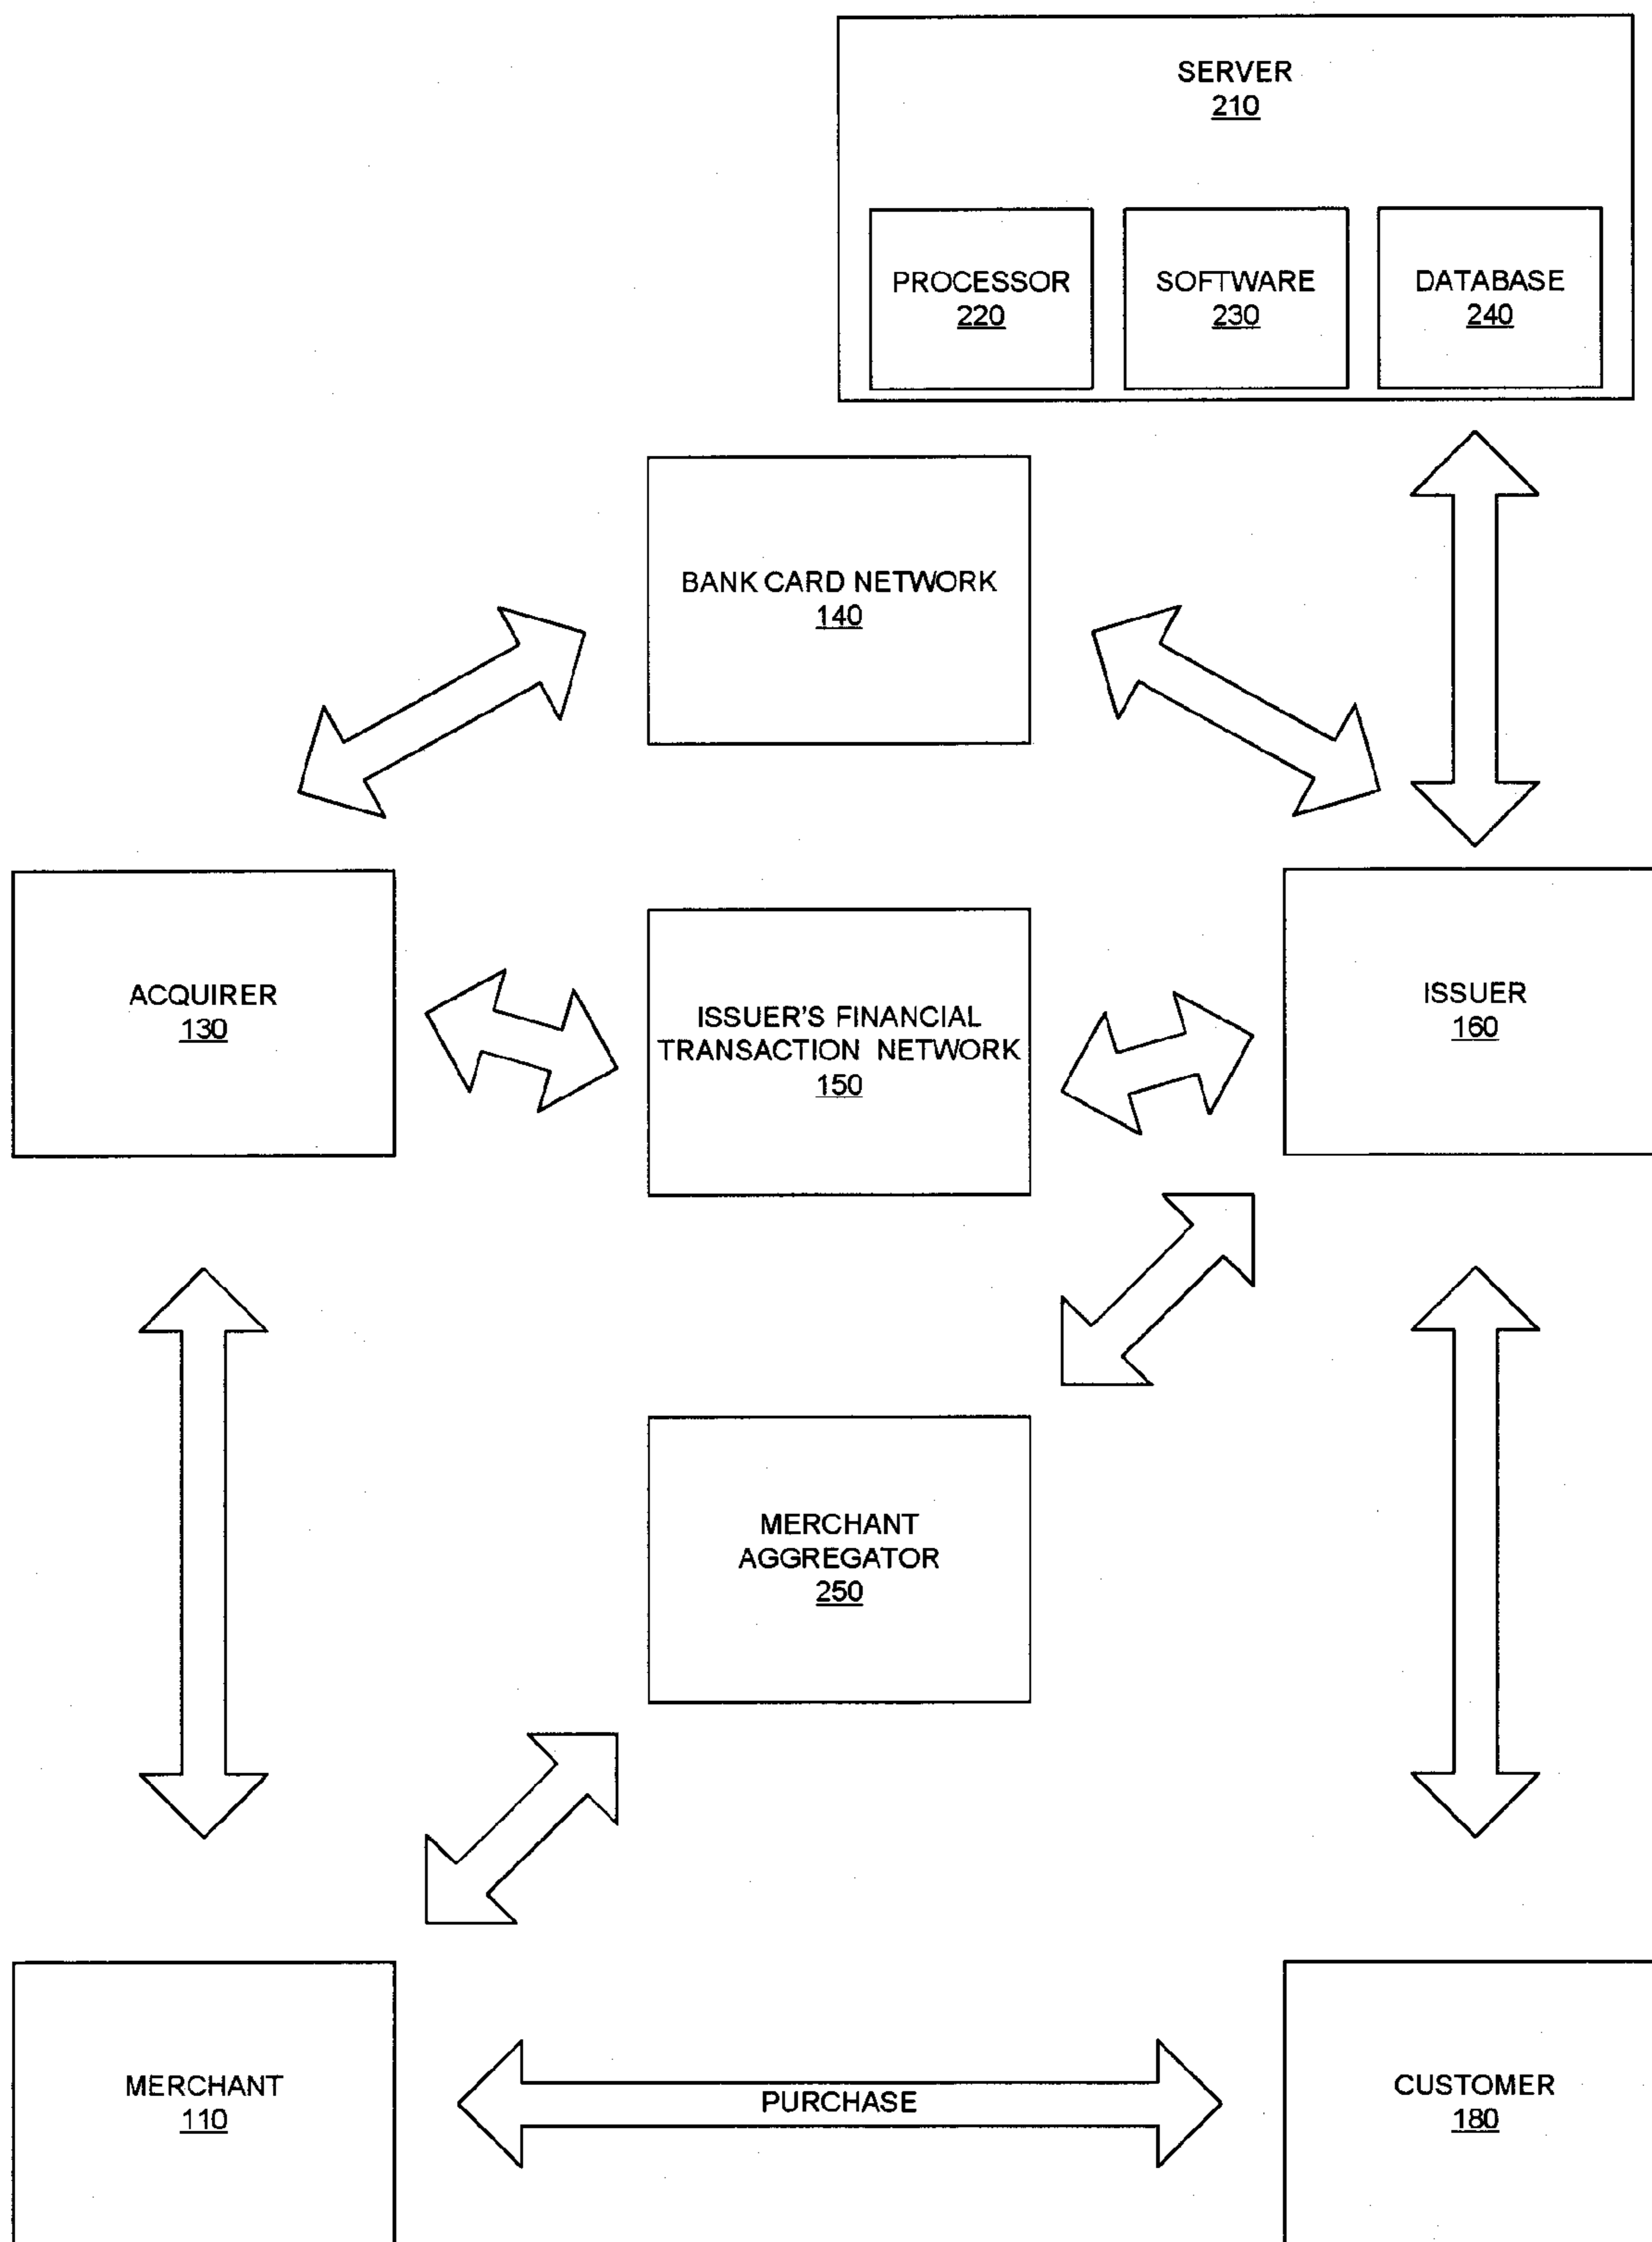 SERVER
210
PROCESSOR
220
SOFTWARE
230
DATABASE
240
BANK CARD NETWORK
140
ACQUIRER
130
ISSUER'S FINANCIAL
TRANSACTION NETWORK
150
ISSUER
160
MERCHANT
AGGREGATOR
250
MERCHANT
110
PURCHASE
CUSTOMER
180